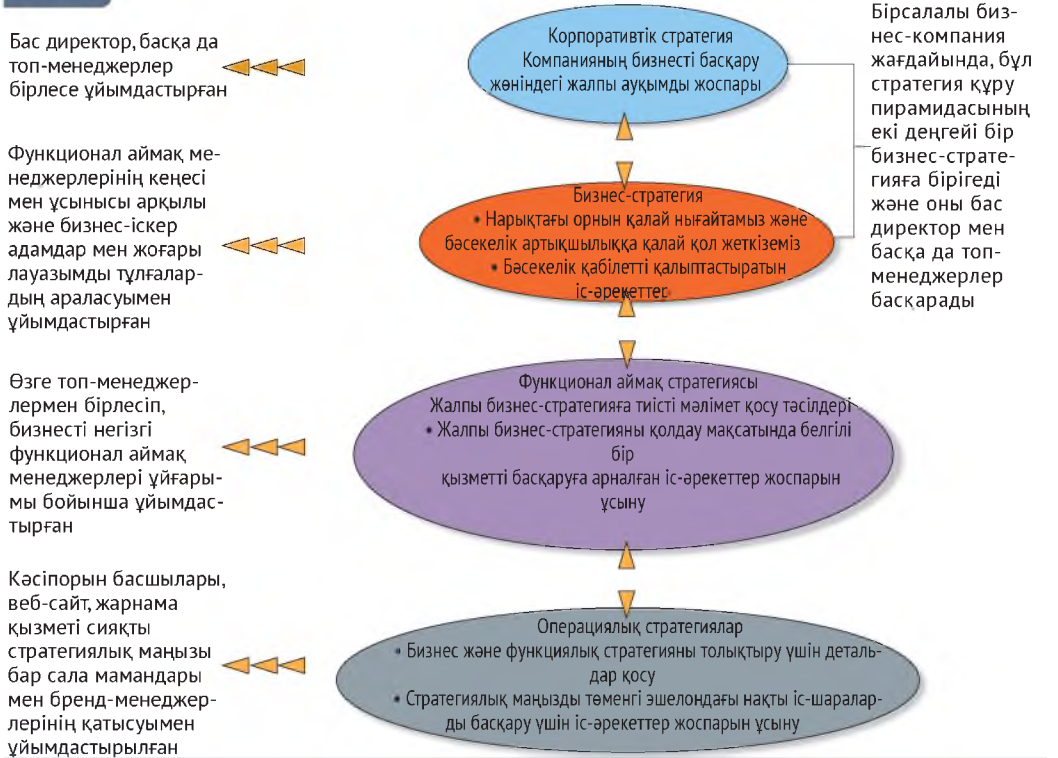 Бас директор, басқа да
топ-менеджерлер
бірлесе ұйымдастырған
Корпоративтік стратегия
Компанияның бизнесті басқару
жөніндегі жалпы ауқымды жоспары
Бірсалалы биз-
нес-компания
жағдайында, бұл
стратегия құру
пирамидасының
екі деңгейі бір
бизнес-страте-
гияға бірігеді
және оны бас
директор мен
басқа да топ-
менеджерлер
басқарады
Функционал аймақ ме-
неджерлерінің кеңесі
мен ұсынысы арқылы
және бизнес-іскер
адамдар мен жоғары
лауазымды тұлғалар-
дың араласуымен
ұйымдастырған
Бизнес-стратегия
• Нарықтағы орнын қалай нығайтамыз және
бәсекелік артықшылыққа қалай қол жеткіземіз
• Бәсекелік қабілетті қалыптастыратын
іс-әрекеттер
Өзге топ-менеджер-
лермен бірлесіп,
бизнесті негізгі
функционал аймақ
менеджерлері ұйғары-
мы бойынша ұйымдас-
тырған
Функционал аймақ стратегиясы
Жалпы бизнес-стратегияға тиісті мәлімет қосу тәсілдері
• Жалпы бизнес-стратегияны қолдау мақсатында белгілі
бір
қызметті басқаруға арналған іс-әрекеттер жоспарын
ұсыну
Кәсіпорын басшылары,
веб-сайт, жарнама
қызметі сияқты
стратегиялық маңызы
бар сала мамандары
мен бренд-менеджер-
лерінің қатысуымен
ұйымдастырылған
Операциялық стратегиялар
• Бизнес және функциялық стратегияны толықтыру үшін деталь-
дар қосу
• Стратегиялық маңызды төменгі эшелондағы нақты іс-шаралар-
ды басқару үшін іс-әрекеттер жоспарын ұсыну